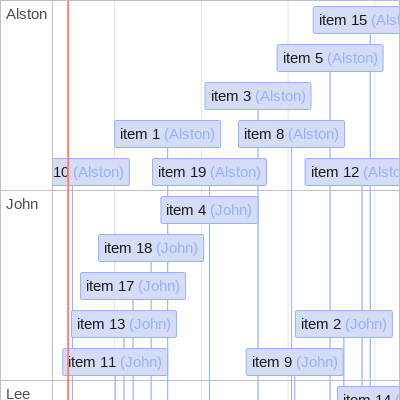 Alston
item 15 (Alst
item 5 (Alston)
item 3 (Alston)
item 1 (Alston)
item 8 (Alston)
10 (Alston)
item 19 (Alston)
item 12 (Alsto
John
item 4 (John)
item 18 (John)
item 17 (John)
item 13 (John)
item 2 (John)
item 11 (John)
item 9 (John)
Lee
item 14 (